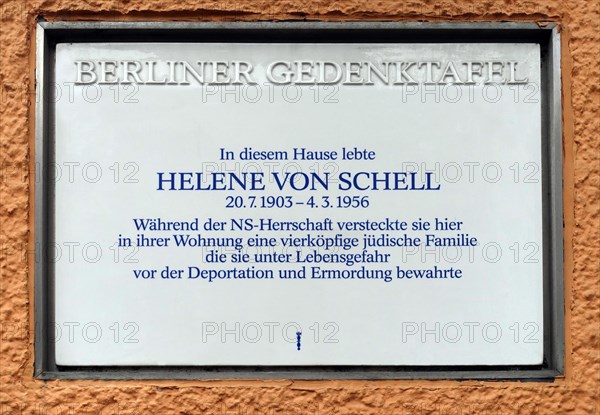 BERLINER GEDENKTAFEL
In diesem Hause lebte
HELENE VON SCHELL
20.7.1903 – 4.3.1956
Während der NS-Herrschaft versteckte sie hier
in ihrer Wohnung eine vierköpfige jüdische Familie
die sie unter Lebensgefahr
vor der Deportation und Ermordung bewahrte